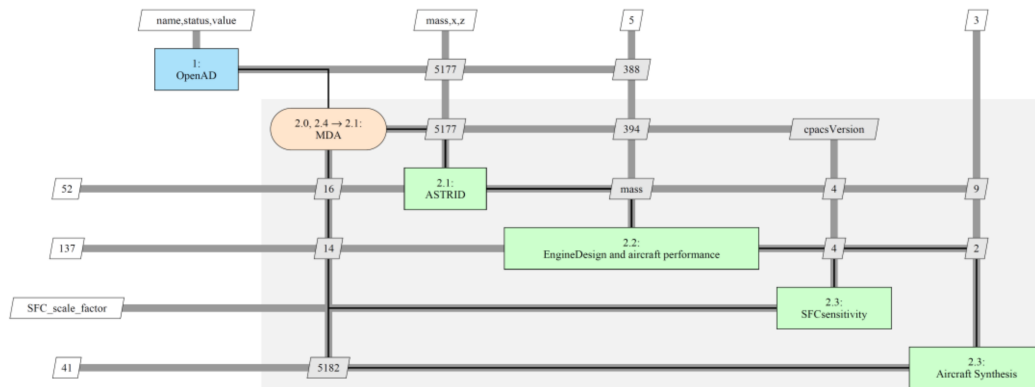 name,status,value
mass,x,z
5
3
1:
OpenAD
5177
388
2.0, 2.4 → 2.1:
MDA
5177
394
cpacsVersion
52
16
2.1:
ASTRID
mass
4
9
137
14
2.2:
EngineDesign and aircraft performance
4
2
SFC_scale_factor
2.3:
SFCsensitivity
41
5182
2.3:
Aircraft Synthesis